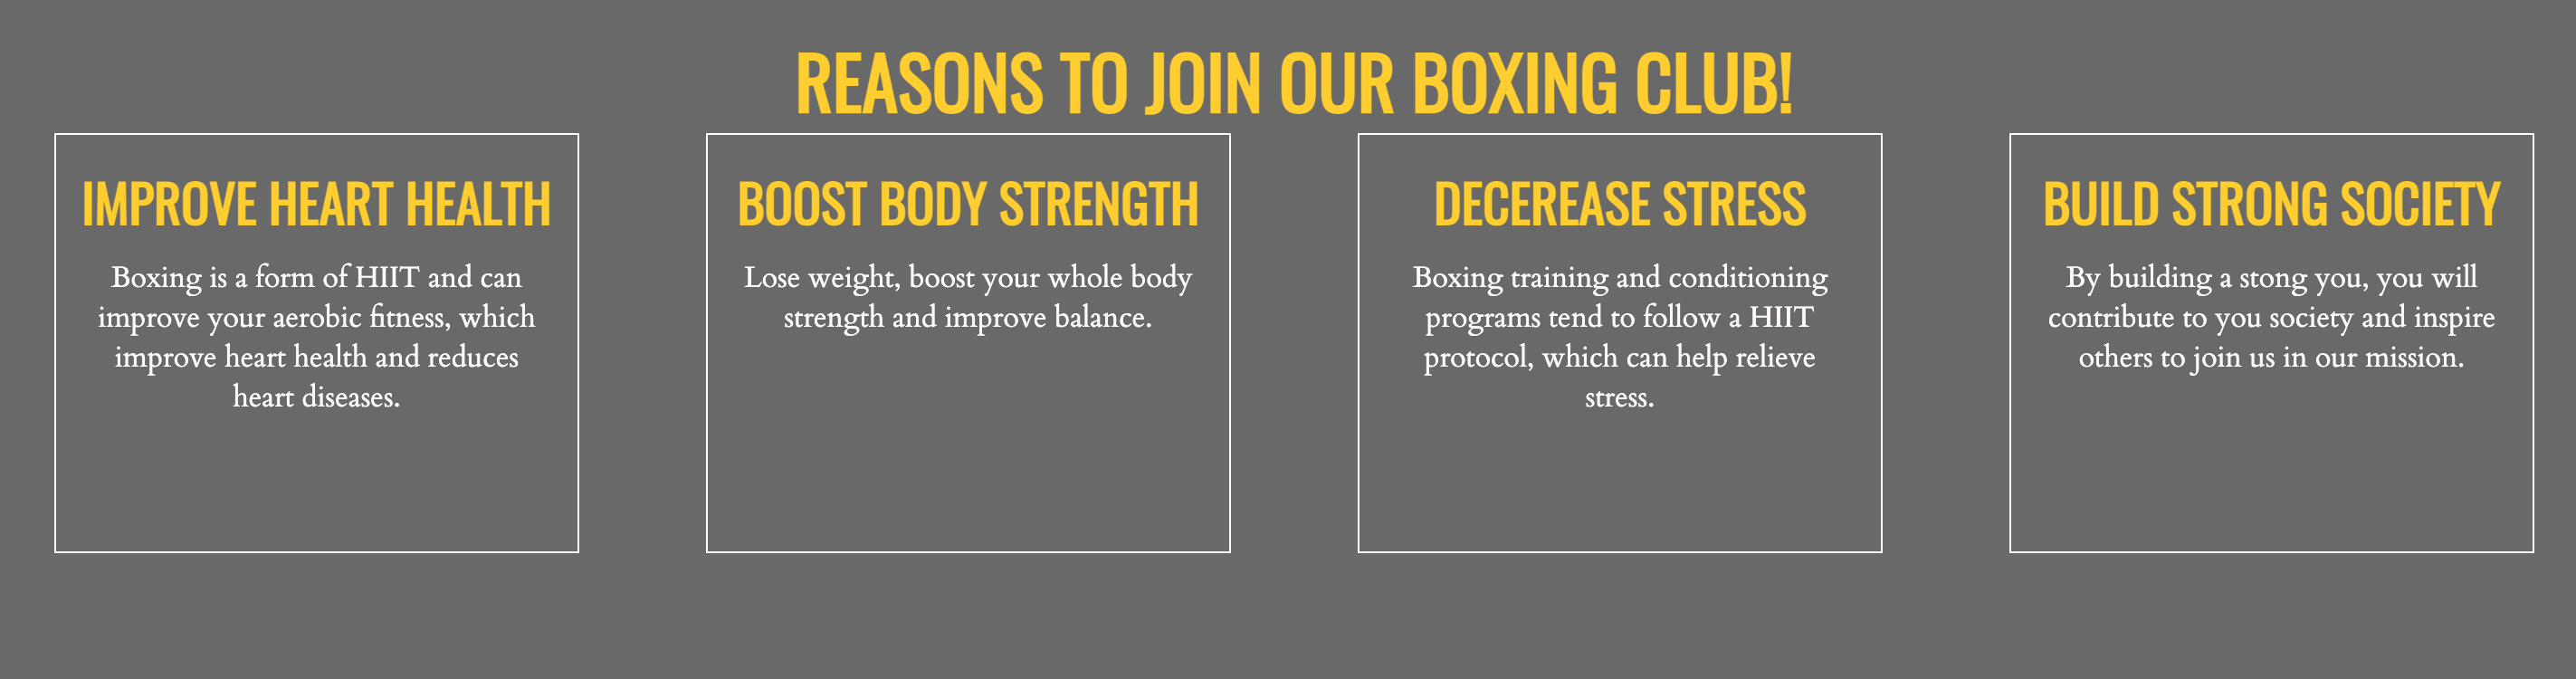 REASONS TO JOIN OUR BOXING CLUB!
IMPROVE HEART HEALTH
Boxing is a form of HIIT and can
improve your aerobic fitness, which
improve heart health and reduces
heart diseases.
BOOST BODY STRENGTH
Lose weight, boost your whole body
strength and improve balance.
DECEREASE STRESS
Boxing training and conditioning
programs tend to follow a HIIT
protocol, which can help relieve
stress.
BUILD STRONG SOCIETY
By building a stong you, you will
contribute to you society and inspire
others to join us in our mission.